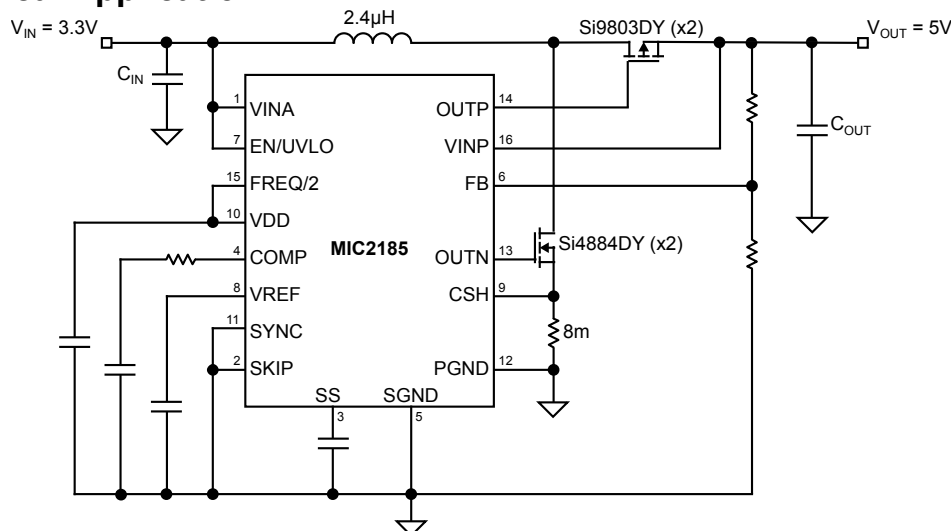 V_IN = 3.3V
2.4µH
Si9803DY (x2)
V_OUT = 5V
C_IN
C_OUT
1 VINA
7 EN/UVLO
15 FREQ/2
10 VDD
4 COMP
8 VREF
11 SYNC
2 SKIP
MIC2185
OUTP 14
VINP 16
FB 6
OUTN 13
CSH 9
PGND 12
Si4884DY (x2)
8m
SS
3
SGND
5